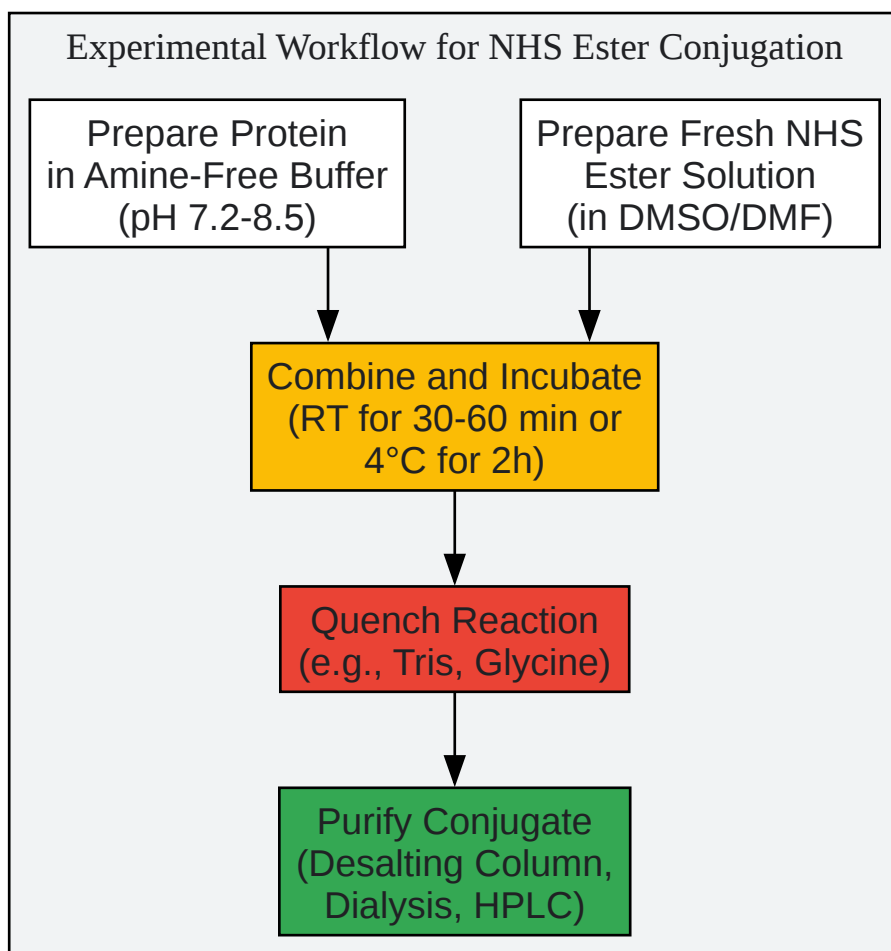 Experimental Workflow for NHS Ester Conjugation
Prepare Protein
in Amine-Free Buffer
(pH 7.2-8.5)
Prepare Fresh NHS
Ester Solution
(in DMSO/DMF)
Combine and Incubate
(RT for 30-60 min or
4°C for 2h)
Quench Reaction
(e.g., Tris, Glycine)
Purify Conjugate
(Desalting Column,
Dialysis, HPLC)